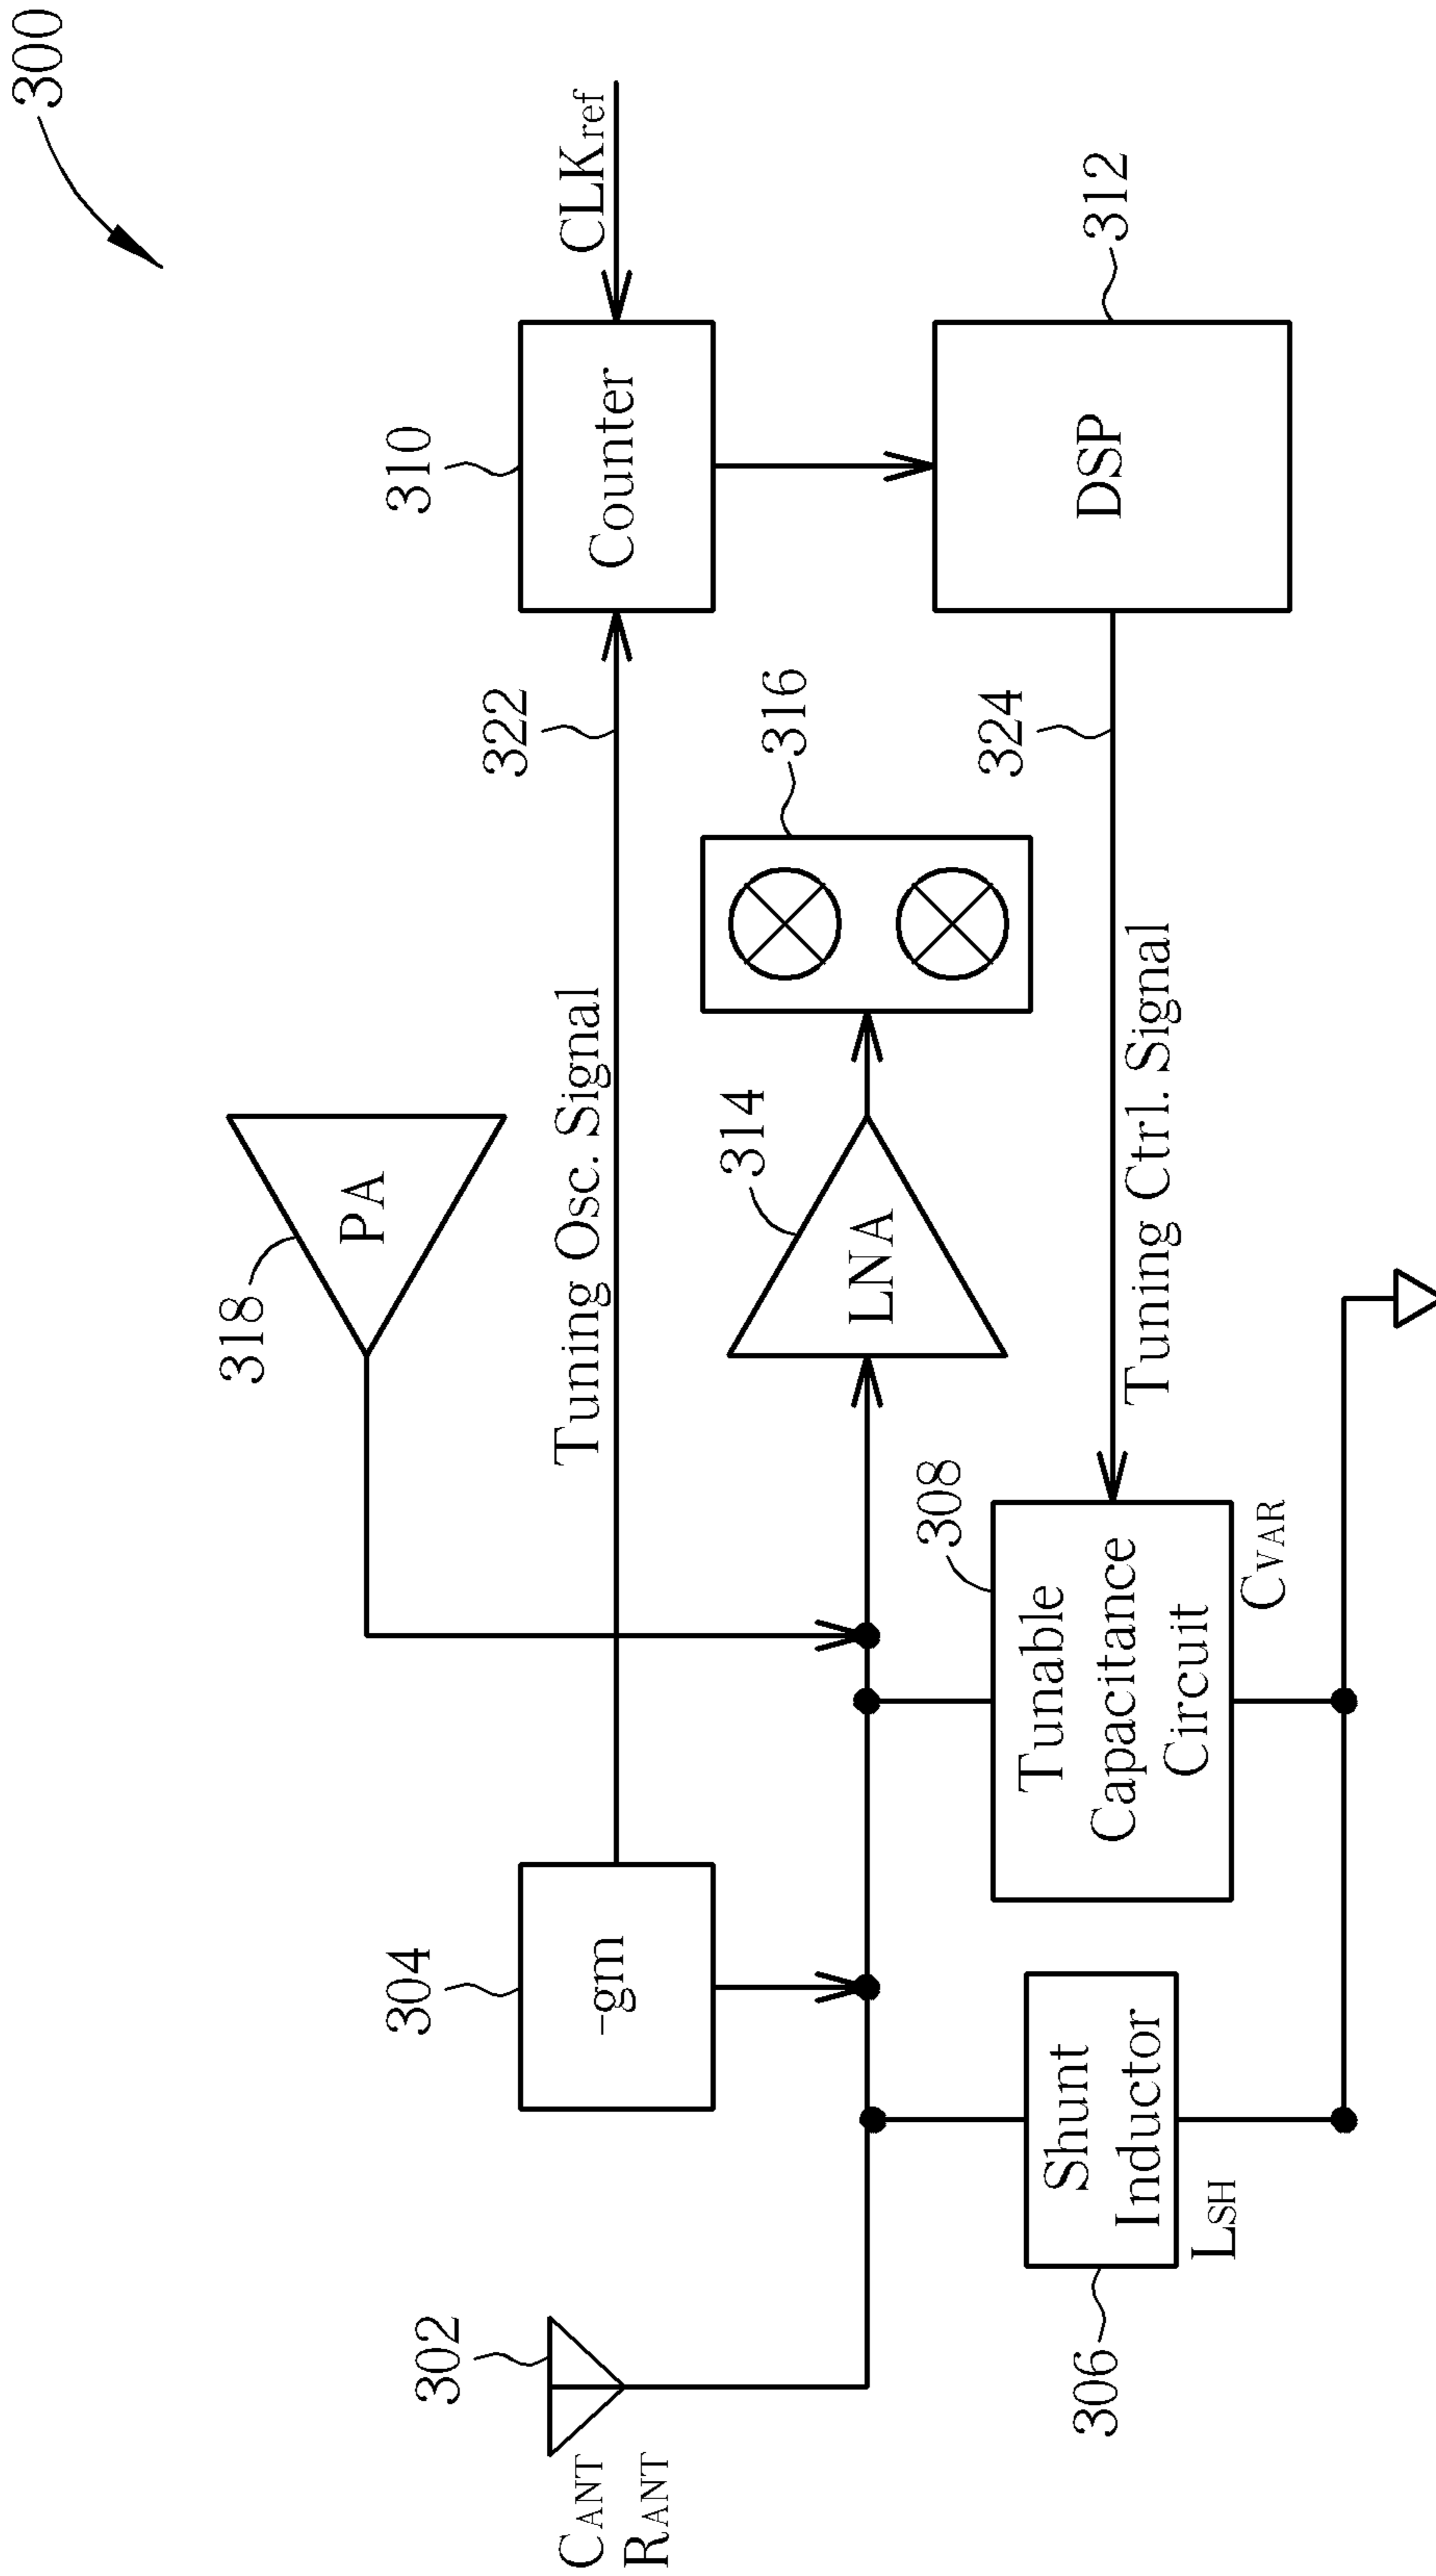 300
318
PA
310
Counter
CLKref
304
-gm
322
Tuning Osc. Signal
302
CANT
RANT
314
LNA
316
312
DSP
324
Tuning Ctrl. Signal
308
Tunable
Capacitance
Circuit
CVAR
306
Shunt
Inductor
LSH